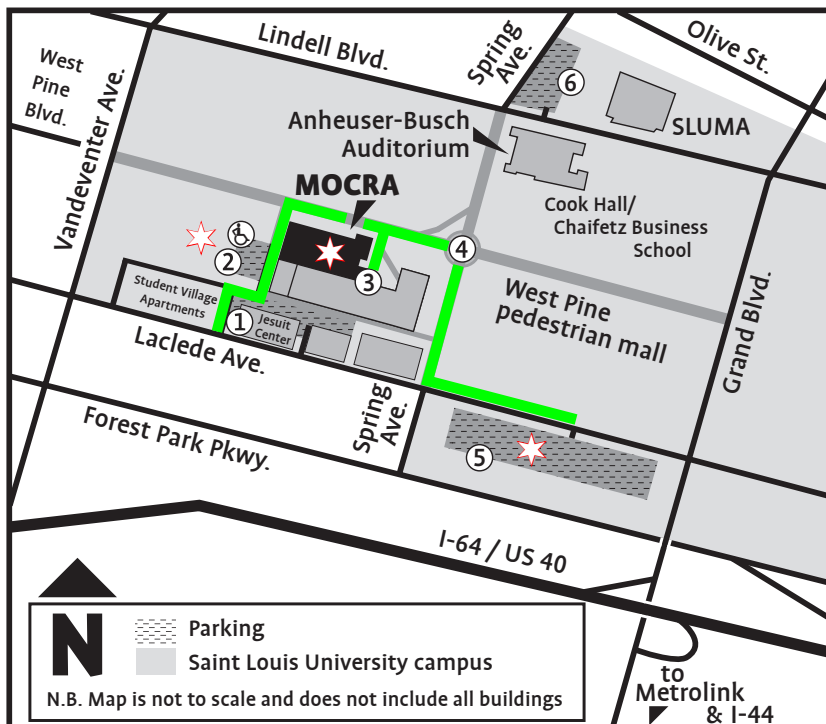 Lindell Blvd.
Olive St.
Spring
Ave.
West
Pine
Blvd.
Vandeventer Ave.
6
SLUMA
Anheuser-Busch
Auditorium
MOCRA
Cook Hall/
Chaifetz Business
School
4
2
3
West Pine
pedestrian mall
Student Village
Apartments
1
Jesuit
Center
Grand Blvd.
Laclede Ave.
Spring
Ave.
Forest Park Pkwy.
5
I-64 / US 40
N
Parking
Saint Louis University campus
N.B. Map is not to scale and does not include all buildings
to
Metrolink
& I-44